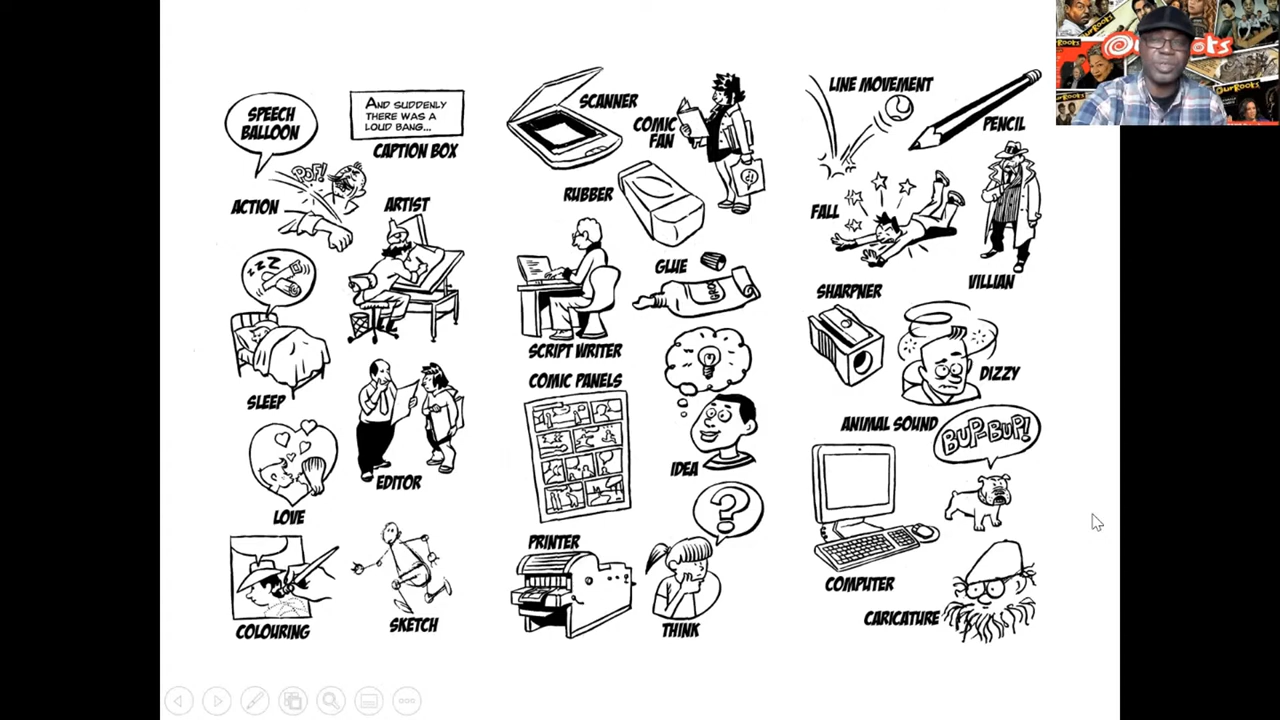 SPEECH
BALLOON
AND SUDDENLY
THERE WAS A
LOUD BANG...
CAPTION BOX
POF!
ACTION
ARTIST
ZZZ
SLEEP
EDITOR
LOVE
COLOURING
SKETCH
SCANNER
COMIC
FAN
RUBBER
GLUE
SCRIPT WRITER
COMIC PANELS
IDEA
?
PRINTER
THINK
LINE MOVEMENT
PENCIL
FALL
VILLIAN
SHARPNER
DIZZY
ANIMAL SOUND
BUP-BUP!
COMPUTER
CARICATURE